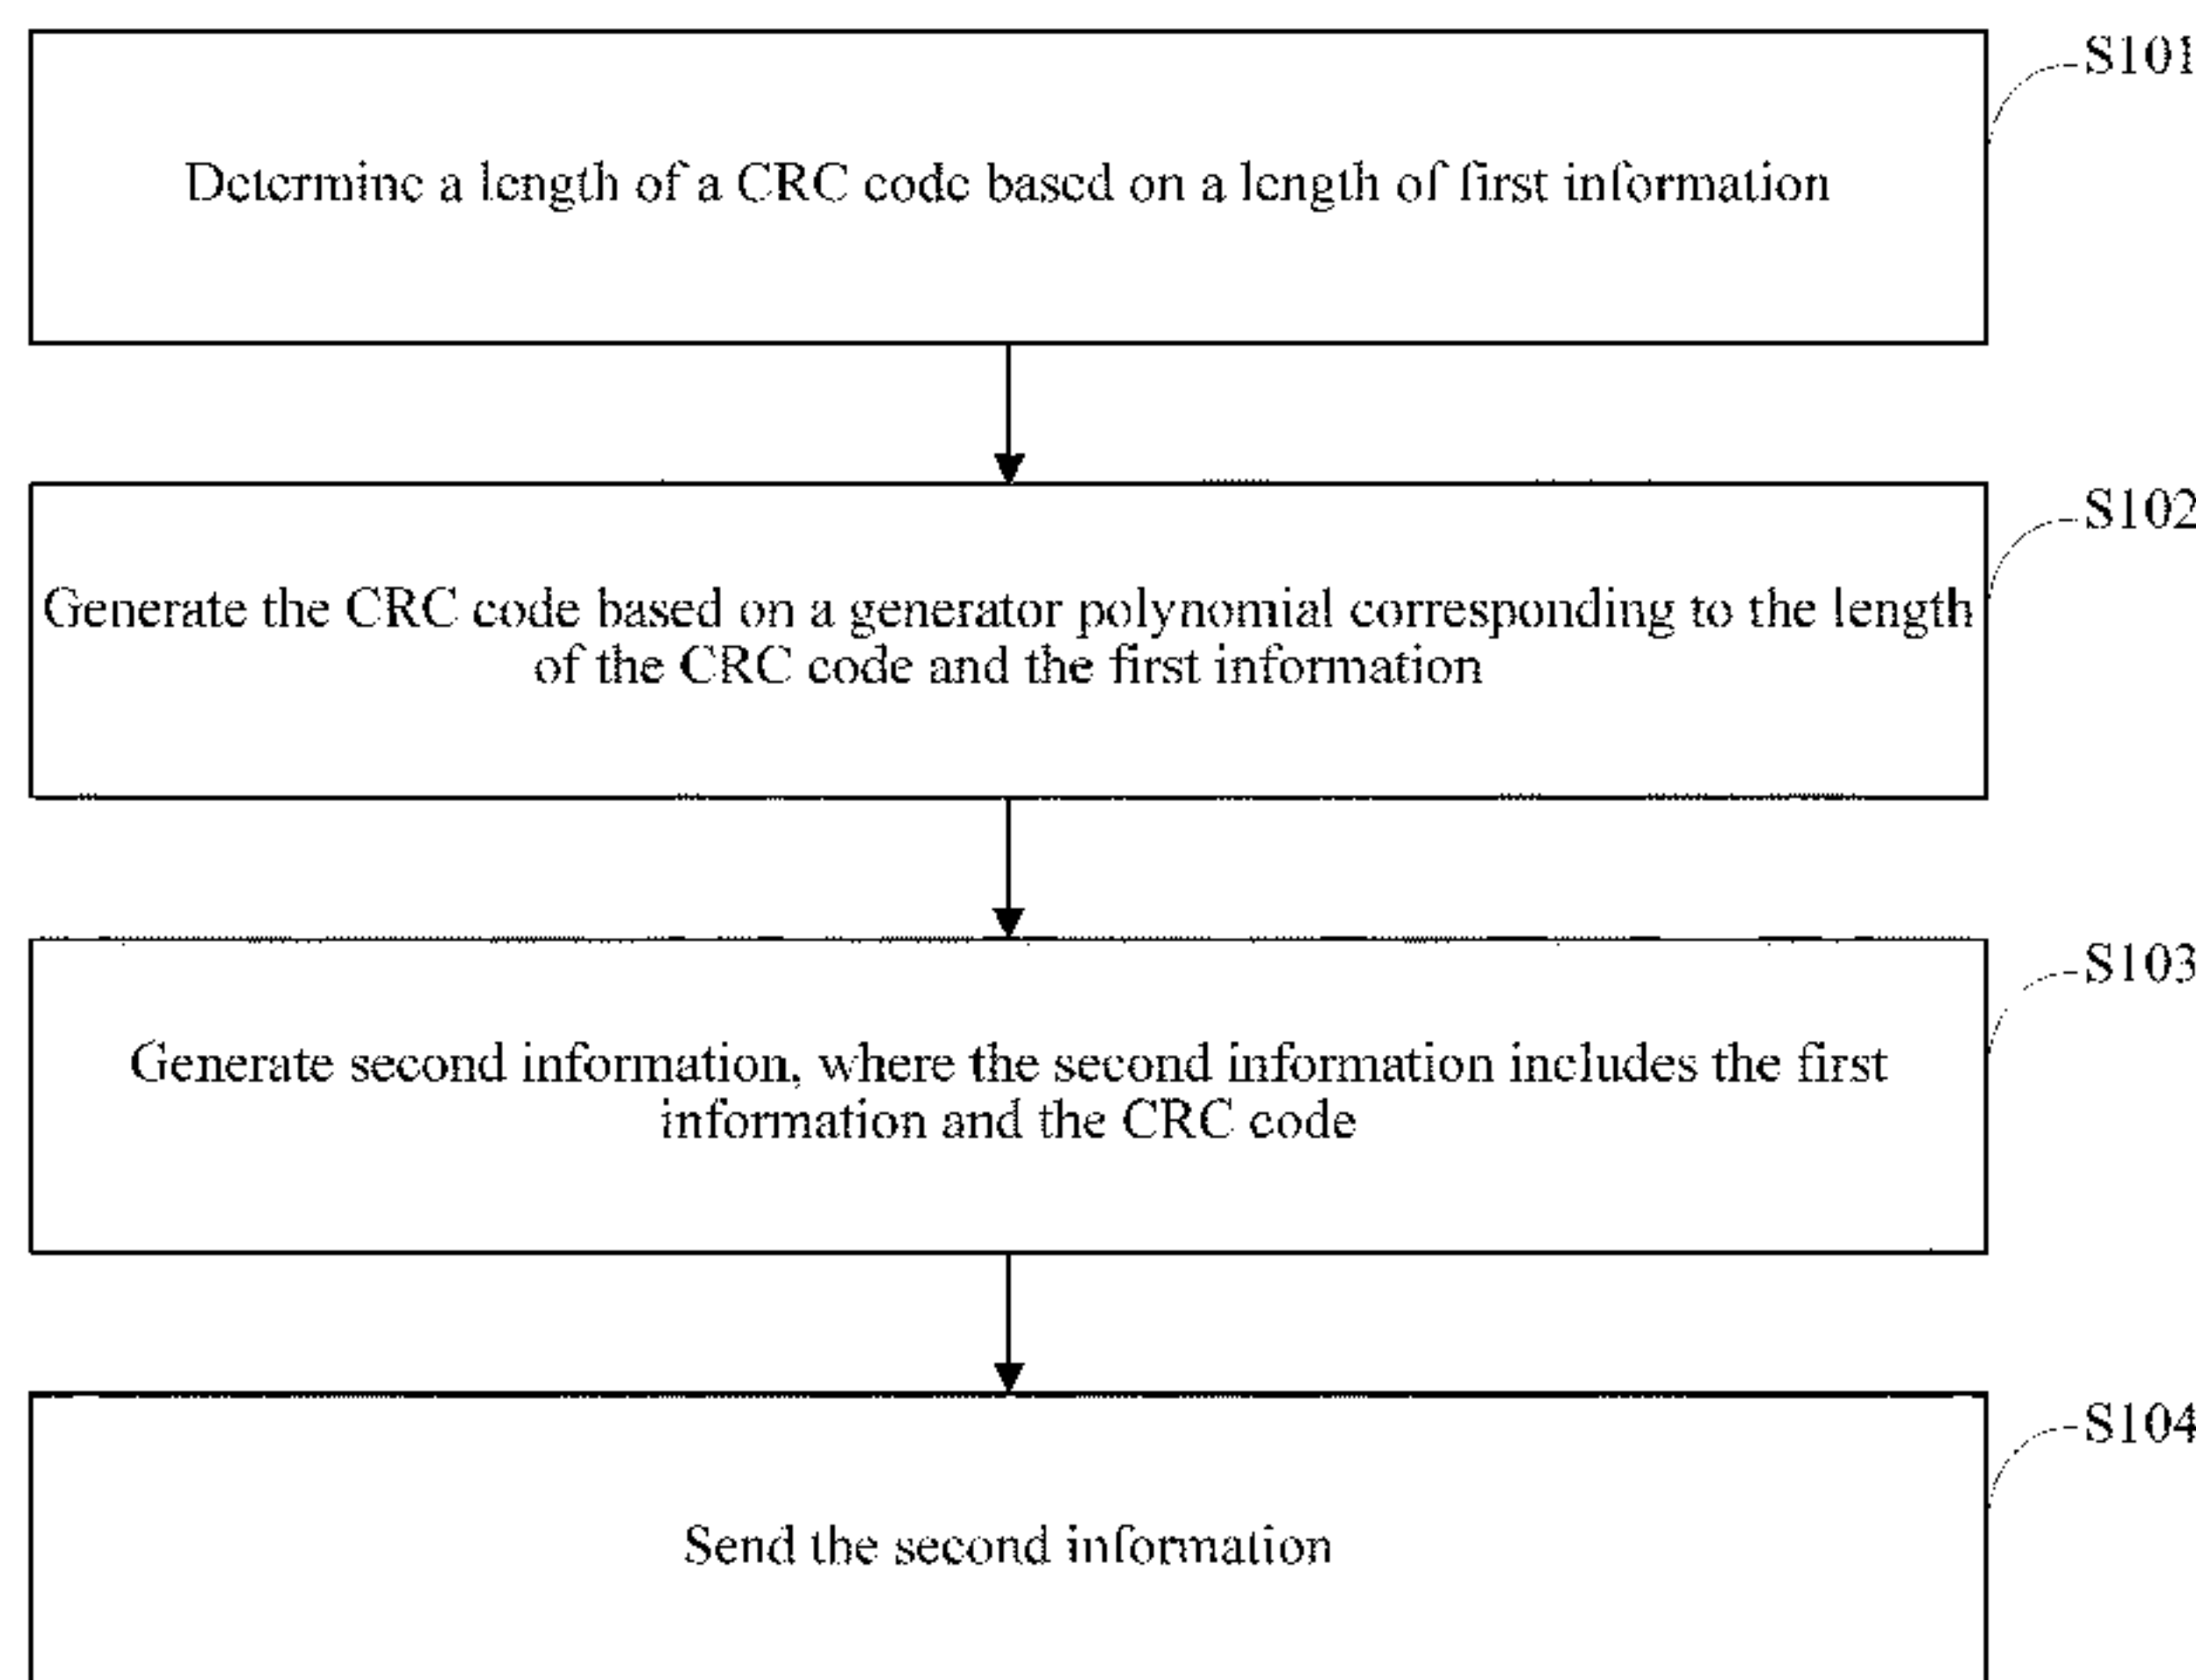 S101
Determine a length of a CRC code based on a length of first information
S102
Generate the CRC code based on a generator polynomial corresponding to the length
of the CRC code and the first information
S103
Generate second information, where the second information includes the first
information and the CRC code
S104
Send the second information